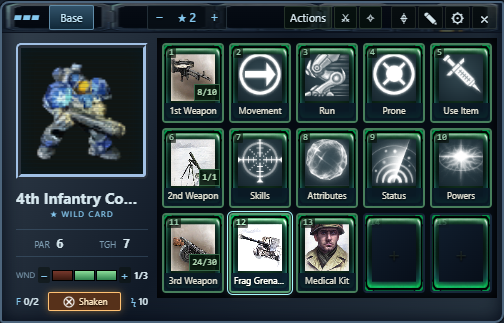 Base
− ★ 2 +
Actions
1
1st Weapon
8/10
2
Movement
3
Run
4
Prone
5
Use Item
6
2nd Weapon
1/1
7
Skills
8
Attributes
9
Status
10
Powers
11
3rd Weapon
24/30
12
Frag Grena...
13
Medical Kit
4th Infantry Co...
★ WILD CARD
PAR 6 TGH 7
WND − + 1/3
F 0/2 Shaken 10